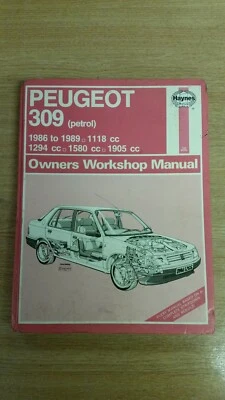 PEUGEOT
309 (petrol)
Haynes
1986 to 1989 □ 1118 cc
1294 cc □ 1580 cc □ 1905 cc
Owners Workshop Manual